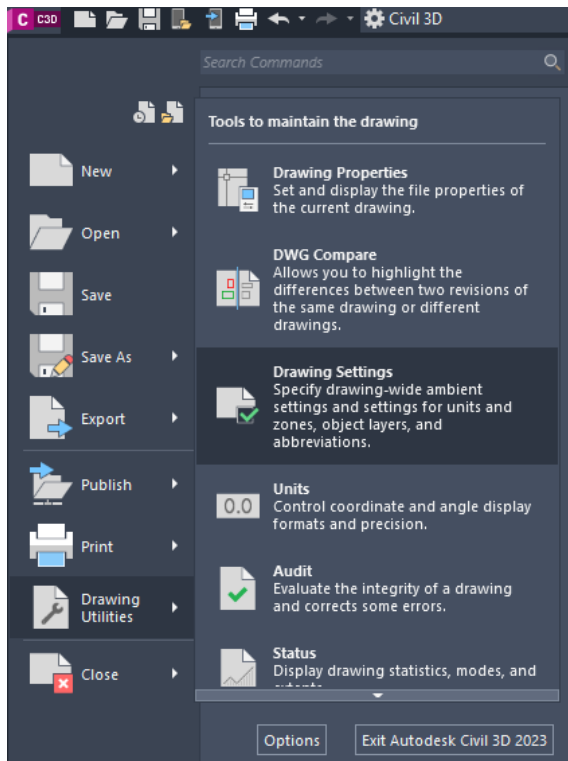 C C3D Civil 3D
Search Commands
Tools to maintain the drawing
New
Open
Save
Save As
Export
Publish
Print
Drawing
Utilities
Close
Drawing Properties
Set and display the file properties of
the current drawing.
DWG Compare
Allows you to highlight the
differences between two revisions of
the same drawing or different
drawings.
Drawing Settings
Specify drawing-wide ambient
settings and settings for units and
zones, object layers, and
abbreviations.
0.0
Units
Control coordinate and angle display
formats and precision.
Audit
Evaluate the integrity of a drawing
and corrects some errors.
Status
Display drawing statistics, modes, and
Options
Exit Autodesk Civil 3D 2023